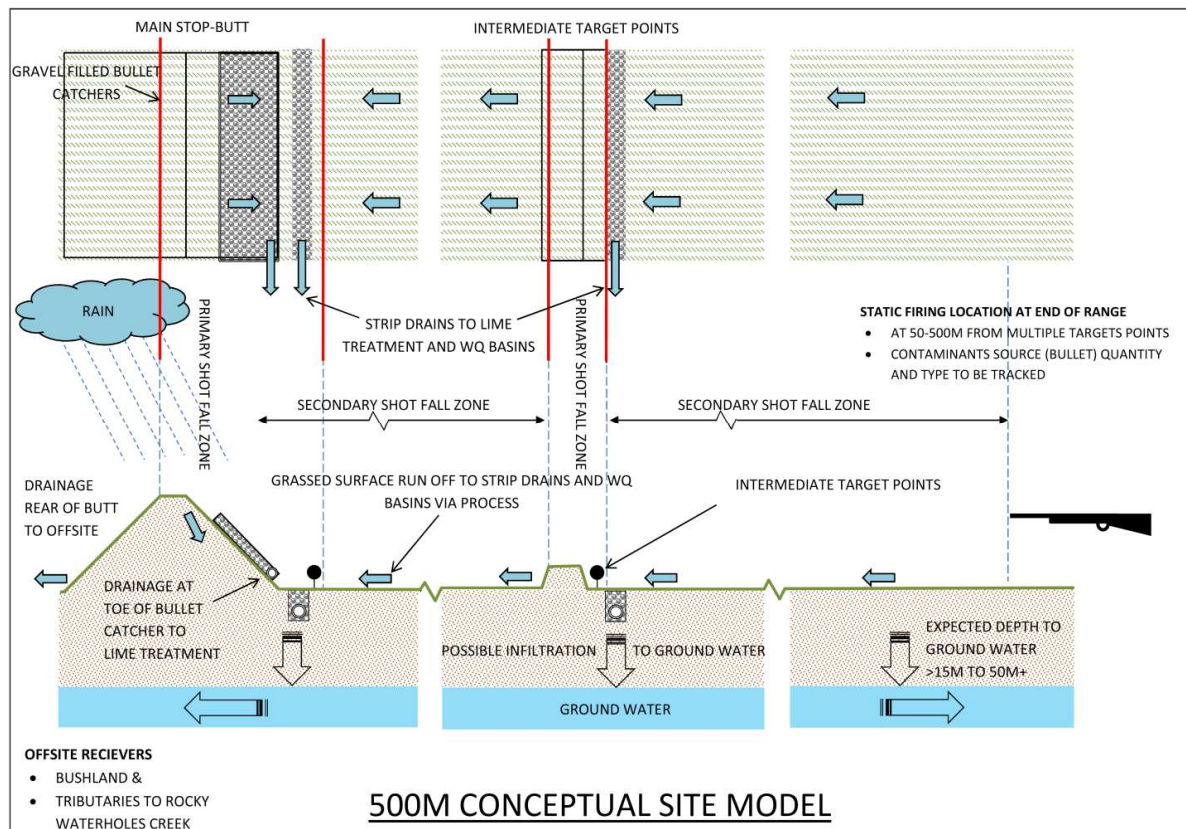 MAIN STOP-BUTT
INTERMEDIATE TARGET POINTS
GRAVEL FILLED BULLET
CATCHERS
RAIN
PRIMARY SHOT FALL ZONE
STRIP DRAINS TO LIME
TREATMENT AND WQ BASINS
PRIMARY SHOT FALL ZONE
STATIC FIRING LOCATION AT END OF RANGE
• AT 50-500M FROM MULTIPLE TARGETS POINTS
• CONTAMINANTS SOURCE (BULLET) QUANTITY
AND TYPE TO BE TRACKED
SECONDARY SHOT FALL ZONE
SECONDARY SHOT FALL ZONE
DRAINAGE
REAR OF BUTT
TO OFFSITE
GRASSED SURFACE RUN OFF TO STRIP DRAINS AND WQ
BASINS VIA PROCESS
INTERMEDIATE TARGET POINTS
DRAINAGE AT
TOE OF BULLET
CATCHER TO
LIME TREATMENT
POSSIBLE INFILTRATION TO GROUND WATER
EXPECTED DEPTH TO
GROUND WATER
>15M TO 50M+
GROUND WATER
OFFSITE RECIEVERS
• BUSHLAND &
• TRIBUTARIES TO ROCKY
WATERHOLES CREEK
500M CONCEPTUAL SITE MODEL